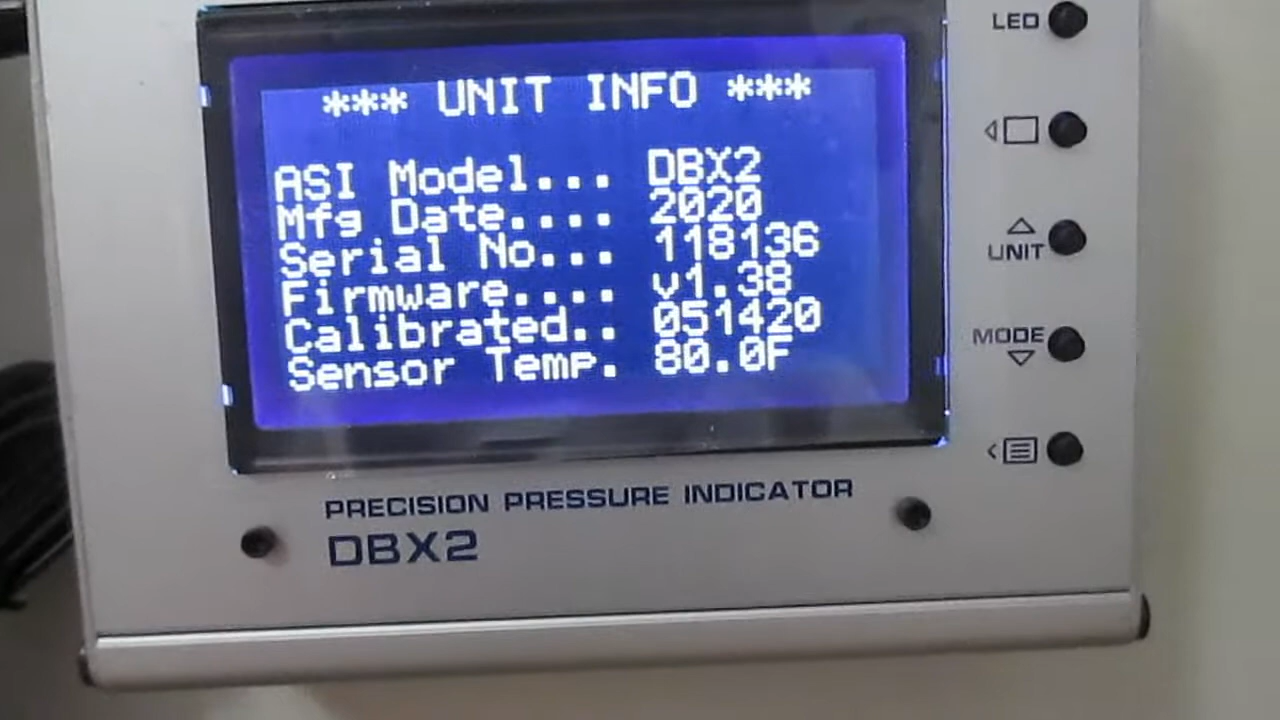 *** UNIT INFO ***
ASI Model... DBX2
Mfg Date.... 2020
Serial No... 118136
Firmware.... v1.38
Calibrated.. 051420
Sensor Temp. 80.0F
LED
UNIT
MODE
PRECISION PRESSURE INDICATOR
DBX2